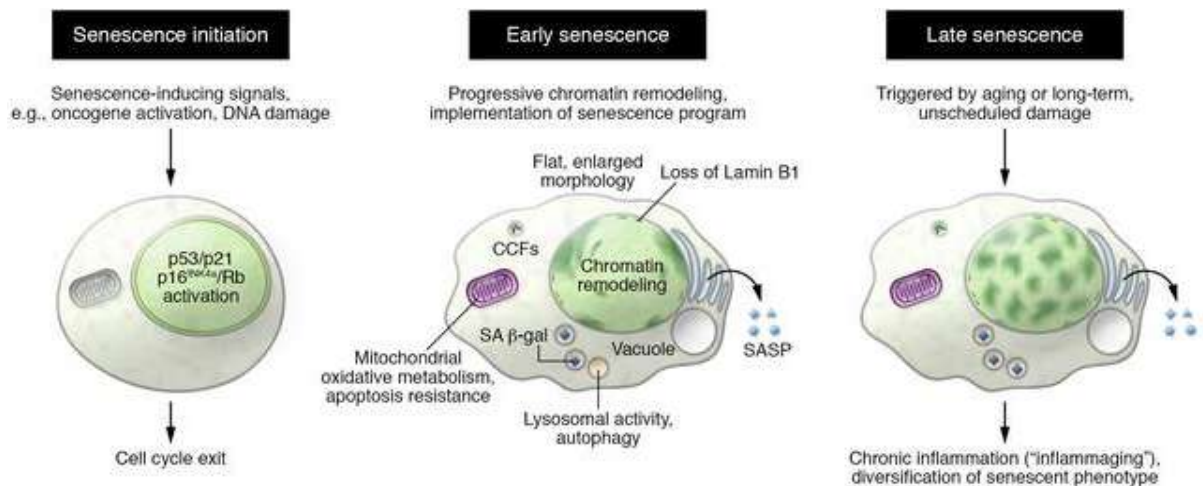 Senescence initiation
Senescence-inducing signals,
e.g., oncogene activation, DNA damage
p53/p21
p16INK4a/Rb
activation
Cell cycle exit
Early senescence
Progressive chromatin remodeling,
implementation of senescence program
Flat, enlarged
morphology
Loss of Lamin B1
CCFs
Chromatin
remodeling
SA β-gal
Vacuole
SASP
Mitochondrial
oxidative metabolism,
apoptosis resistance
Lysosomal activity,
autophagy
Late senescence
Triggered by aging or long-term,
unscheduled damage
Chronic inflammation (“inflammaging”),
diversification of senescent phenotype